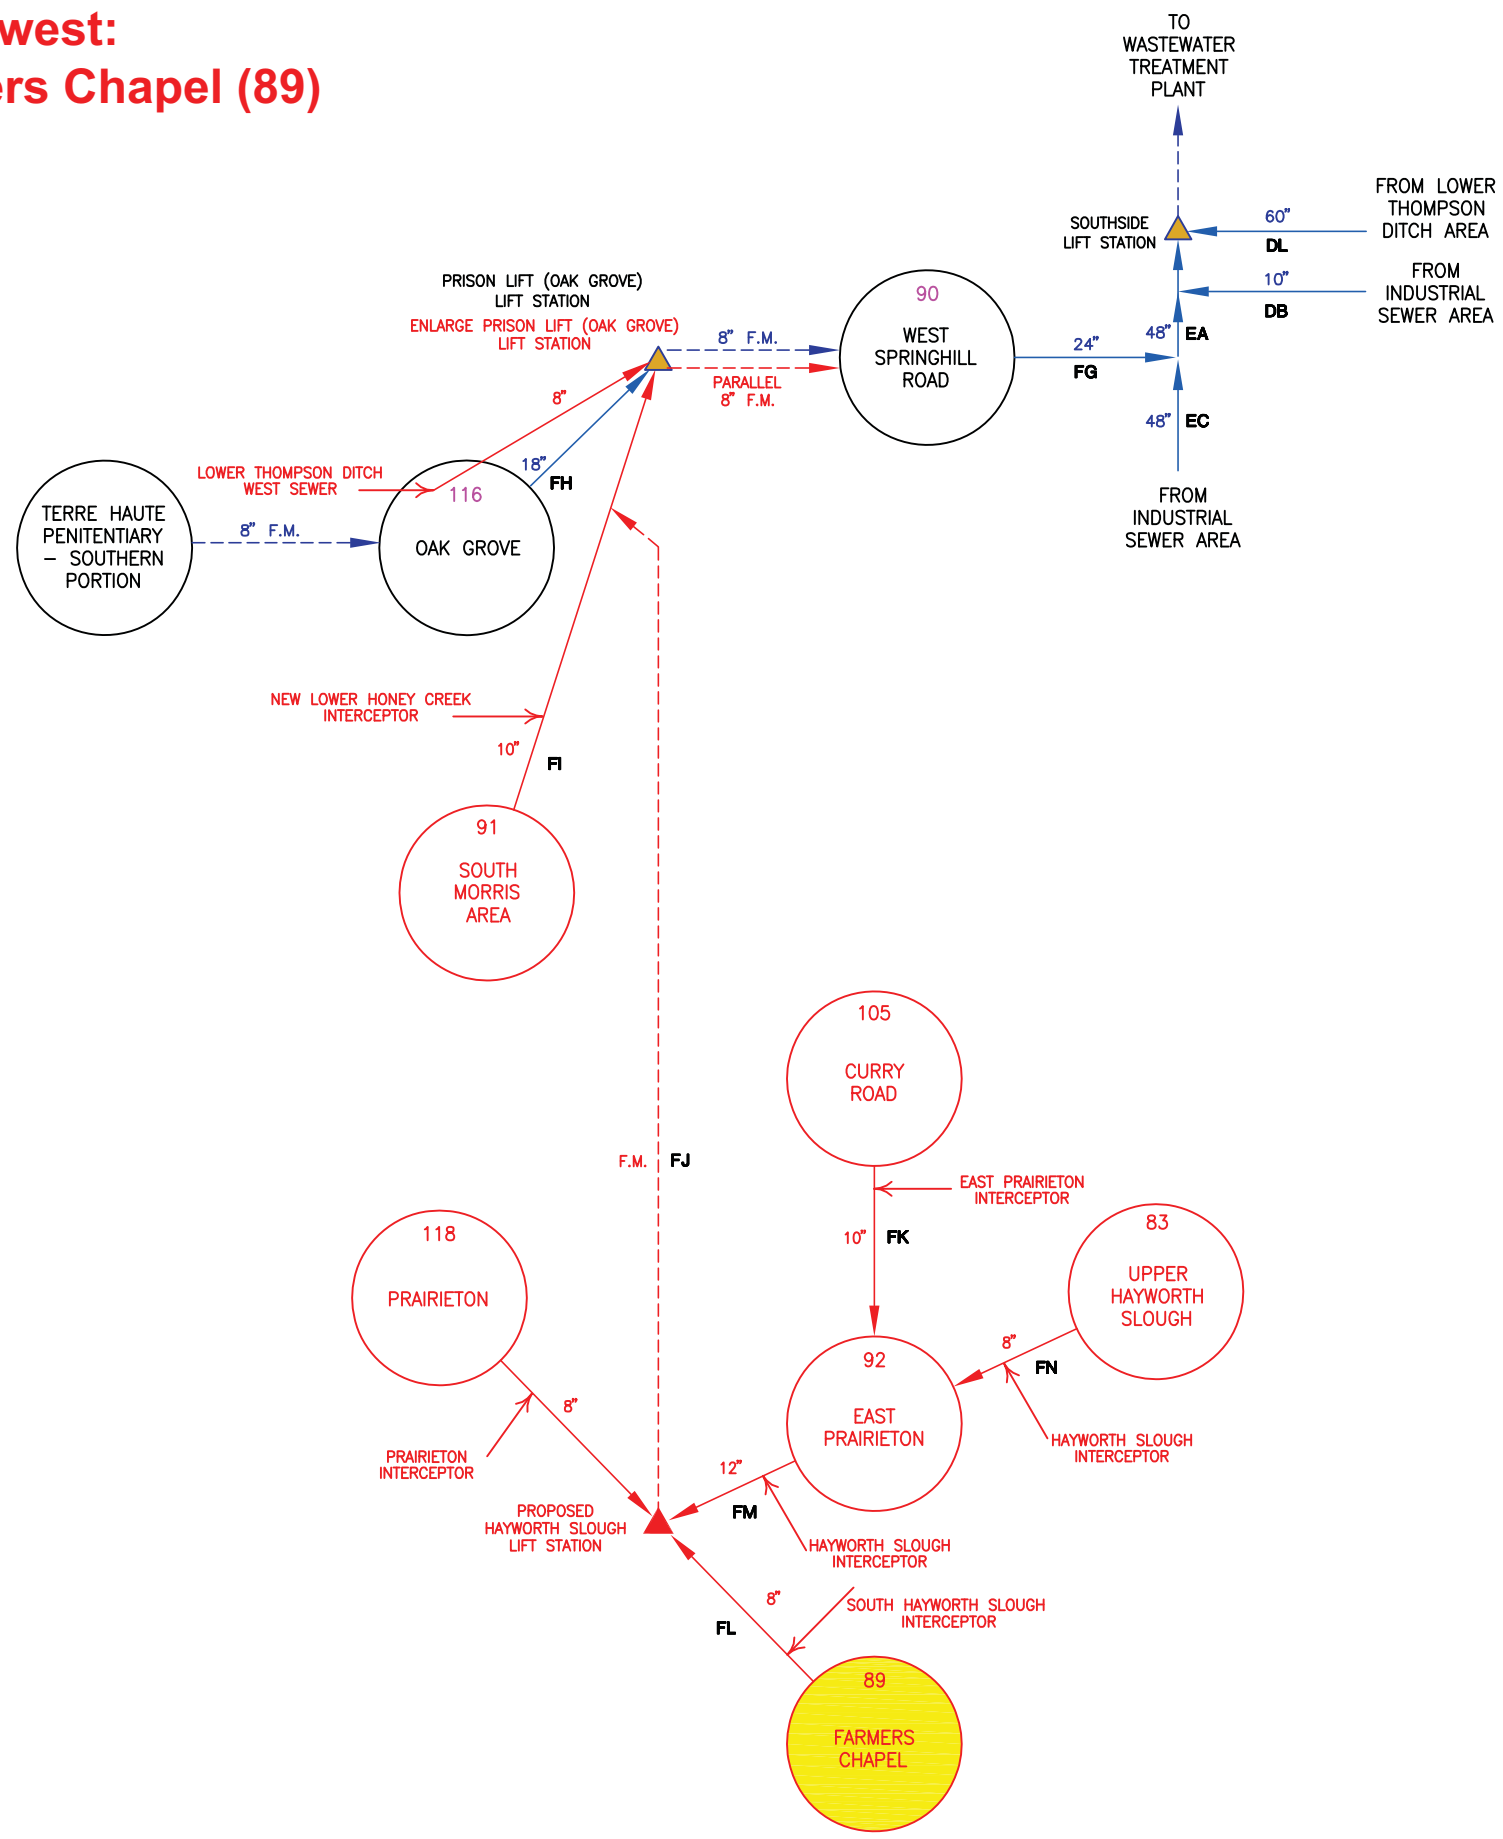 west:
ers Chapel (89)
TO
WASTEWATER
TREATMENT
PLANT
FROM LOWER
THOMPSON
DITCH AREA
60"
DL
SOUTHSIDE
LIFT STATION
FROM
INDUSTRIAL
SEWER AREA
10"
DB
48" EA
PRISON LIFT (OAK GROVE)
LIFT STATION
ENLARGE PRISON LIFT (OAK GROVE)
LIFT STATION
8" F.M.
PARALLEL
8" F.M.
90
WEST
SPRINGHILL
ROAD
24"
FG
48" EC
FROM
INDUSTRIAL
SEWER AREA
8"
18"
FH
LOWER THOMPSON DITCH
WEST SEWER
116
OAK GROVE
TERRE HAUTE
PENITENTIARY
– SOUTHERN
PORTION
8" F.M.
NEW LOWER HONEY CREEK
INTERCEPTOR
10"
FI
91
SOUTH
MORRIS
AREA
105
CURRY
ROAD
F.M. FJ
EAST PRAIRIETON
INTERCEPTOR
10" FK
118
PRAIRIETON
83
UPPER
HAYWORTH
SLOUGH
8"
FN
92
EAST
PRAIRIETON
HAYWORTH SLOUGH
INTERCEPTOR
8"
PRAIRIETON
INTERCEPTOR
12"
FM
PROPOSED
HAYWORTH SLOUGH
LIFT STATION
HAYWORTH SLOUGH
INTERCEPTOR
8"
FL
SOUTH HAYWORTH SLOUGH
INTERCEPTOR
89
FARMERS
CHAPEL